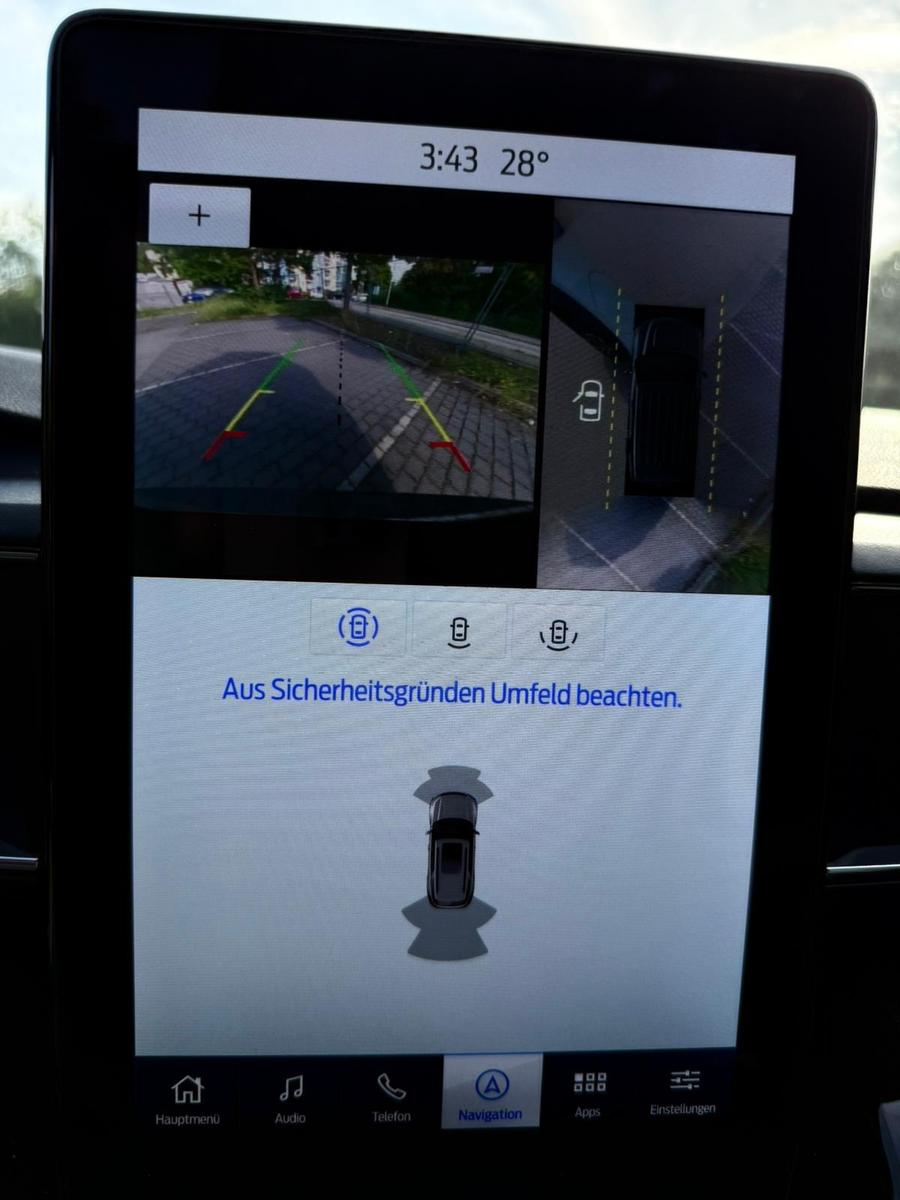 3:43 28°
+
Aus Sicherheitsgründen Umfeld beachten.
Hauptmenü
Audio
Telefon
Navigation
Apps
Einstellungen